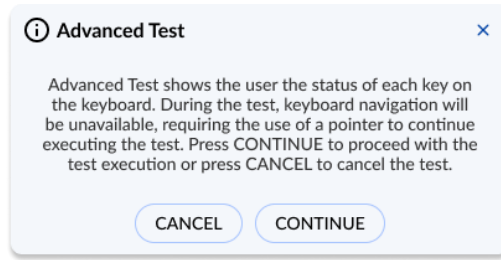 Advanced Test
Advanced Test shows the user the status of each key on
the keyboard. During the test, keyboard navigation will
be unavailable, requiring the use of a pointer to continue
executing the test. Press CONTINUE to proceed with the
test execution or press CANCEL to cancel the test.
CANCEL CONTINUE